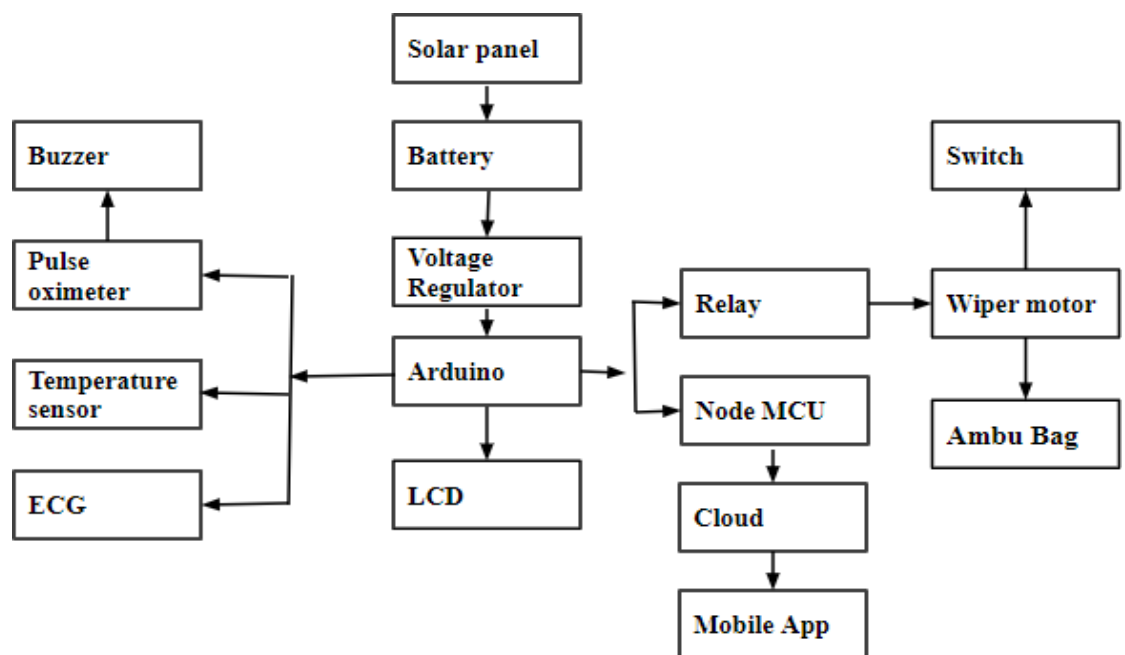 Solar panel
Buzzer
Battery
Switch
Pulse
oximeter
Voltage
Regulator
Relay
Wiper motor
Temperature
sensor
Arduino
Node MCU
Ambu Bag
ECG
LCD
Cloud
Mobile App